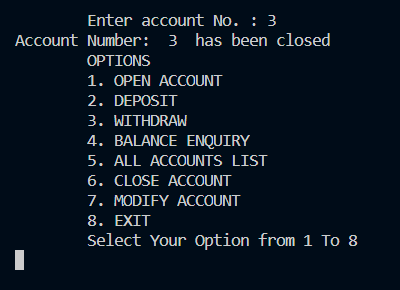 Enter account No. : 3
Account Number:  3  has been closed
OPTIONS
1. OPEN ACCOUNT
2. DEPOSIT
3. WITHDRAW
4. BALANCE ENQUIRY
5. ALL ACCOUNTS LIST
6. CLOSE ACCOUNT
7. MODIFY ACCOUNT
8. EXIT
Select Your Option from 1 To 8